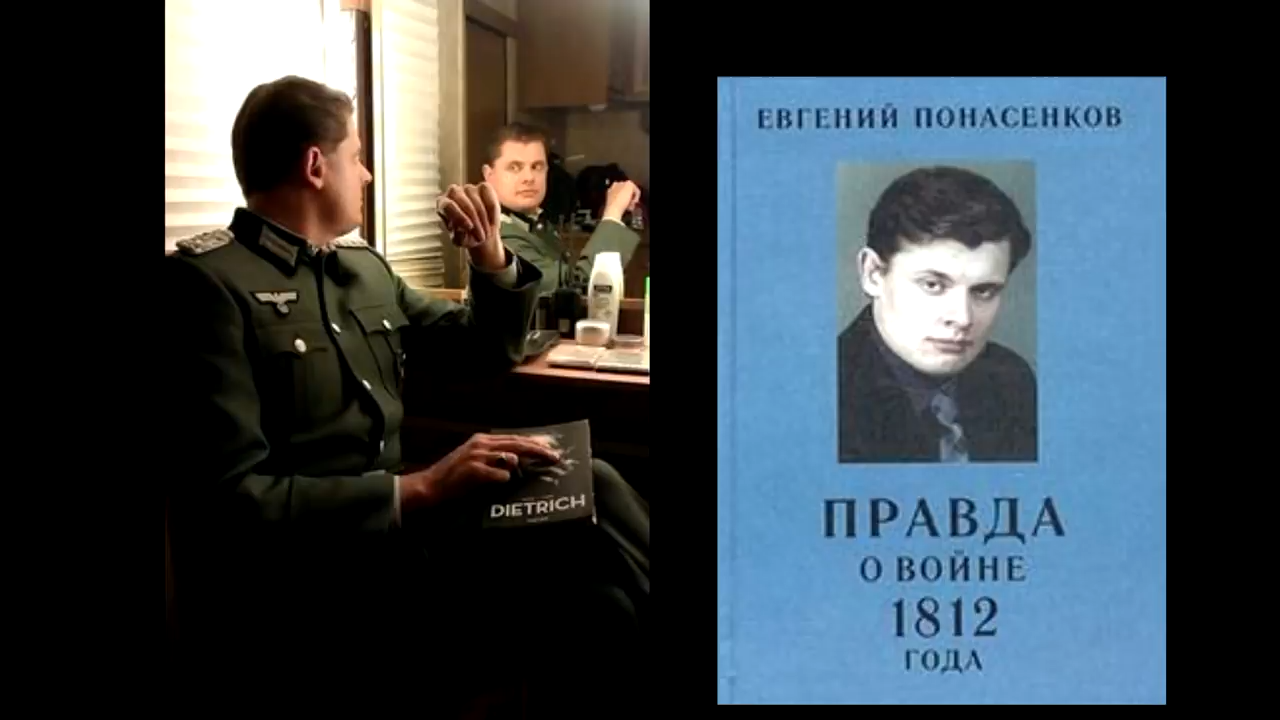 DIETRICH
ЕВГЕНИЙ ПОНАСЕНКОВ
ПРАВДА
О ВОЙНЕ
1812
ГОДА